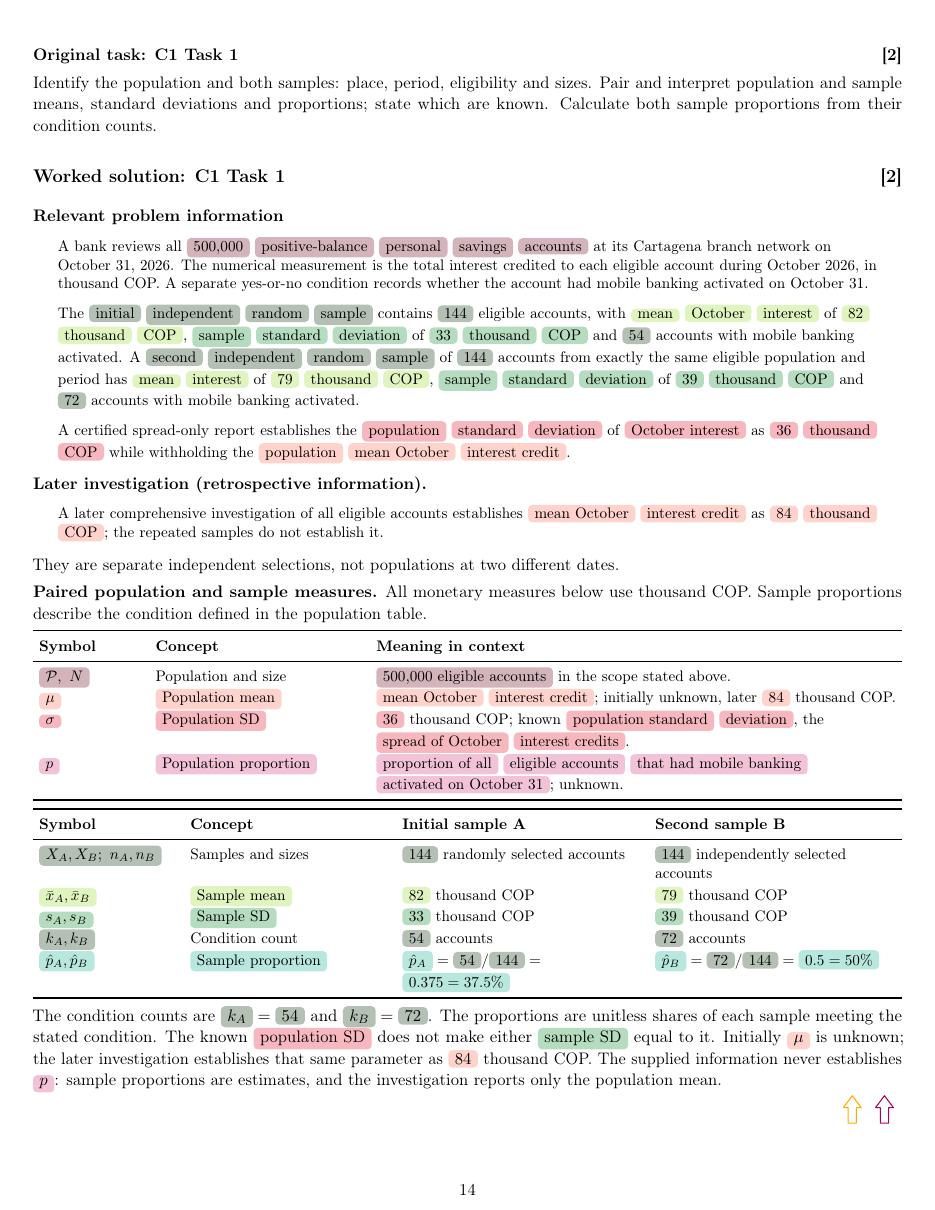 Original task: C1 Task 1 [2]
Identify the population and both samples: place, period, eligibility and sizes. Pair and interpret population and sample
means, standard deviations and proportions; state which are known. Calculate both sample proportions from their
condition counts.
Worked solution: C1 Task 1 [2]
Relevant problem information
A bank reviews all 500,000 positive-balance personal savings accounts at its Cartagena branch network on
October 31, 2026. The numerical measurement is the total interest credited to each eligible account during October 2026, in
thousand COP. A separate yes-or-no condition records whether the account had mobile banking activated on October 31.
The initial independent random sample contains 144 eligible accounts, with mean October interest of 82
thousand COP, sample standard deviation of 33 thousand COP and 54 accounts with mobile banking
activated. A second independent random sample of 144 accounts from exactly the same eligible population and
period has mean interest of 79 thousand COP, sample standard deviation of 39 thousand COP and
72 accounts with mobile banking activated.
A certified spread-only report establishes the population standard deviation of October interest as 36 thousand
COP while withholding the population mean October interest credit.
Later investigation (retrospective information).
A later comprehensive investigation of all eligible accounts establishes mean October interest credit as 84 thousand
COP; the repeated samples do not establish it.
They are separate independent selections, not populations at two different dates.
Paired population and sample measures. All monetary measures below use thousand COP. Sample proportions
describe the condition defined in the population table.
Symbol Concept Meaning in context
𝒫, N Population and size 500,000 eligible accounts in the scope stated above.
μ Population mean mean October interest credit; initially unknown, later 84 thousand COP.
σ Population SD 36 thousand COP; known population standard deviation, the
spread of October interest credits.
p Population proportion proportion of all eligible accounts that had mobile banking
activated on October 31; unknown.
Symbol Concept Initial sample A Second sample B
X_A, X_B; n_A, n_B Samples and sizes 144 randomly selected accounts 144 independently selected
accounts
x̄_A, x̄_B Sample mean 82 thousand COP 79 thousand COP
s_A, s_B Sample SD 33 thousand COP 39 thousand COP
k_A, k_B Condition count 54 accounts 72 accounts
p̂_A, p̂_B Sample proportion p̂_A = 54/144 = p̂_B = 72/144 = 0.5 = 50%
0.375 = 37.5%
The condition counts are k_A = 54 and k_B = 72. The proportions are unitless shares of each sample meeting the
stated condition. The known population SD does not make either sample SD equal to it. Initially μ is unknown;
the later investigation establishes that same parameter as 84 thousand COP. The supplied information never establishes
p: sample proportions are estimates, and the investigation reports only the population mean.
14